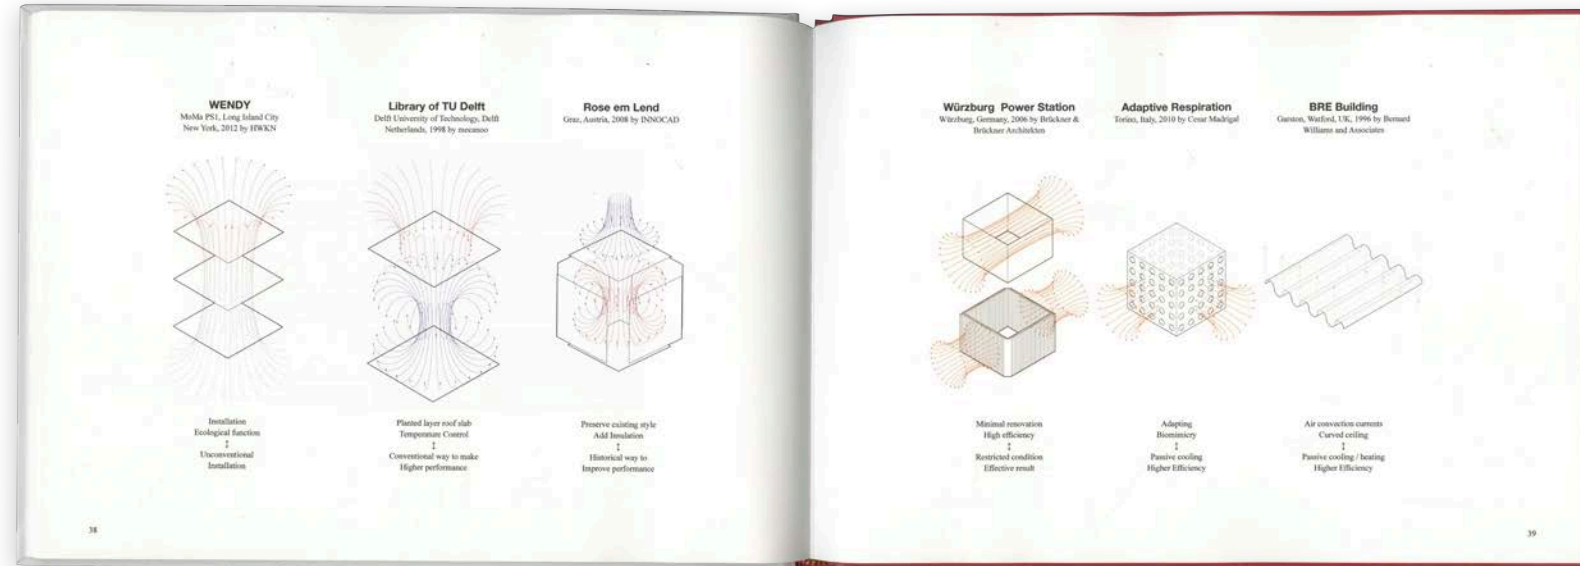 WENDY
MoMa PS1, Long Island City
New York, 2012 by HWKN
Installation
Ecological function
↕
Unconventional
Installation
Library of TU Delft
Delft University of Technology, Delft
Netherlands, 1998 by mecanoo
Planted layer roof slab
Temperature Control
↕
Conventional way to make
Higher performance
Rose em Lend
Graz, Austria, 2008 by INNOCAD
Preserve existing style
Add Insulation
↕
Historical way to
Improve performance
38
Würzburg Power Station
Würzburg, Germany, 2006 by Brückner &
Brückner Architekten
Minimal renovation
High efficiency
↕
Restricted condition
Effective result
Adaptive Respiration
Torino, Italy, 2010 by Cesar Madrigal
Adapting
Biomimicry
↕
Passive cooling
Higher Efficiency
BRE Building
Garston, Watford, UK, 1996 by Bernard
Williams and Associates
Air convection currents
Curved ceiling
↕
Passive cooling / heating
Higher Efficiency
39